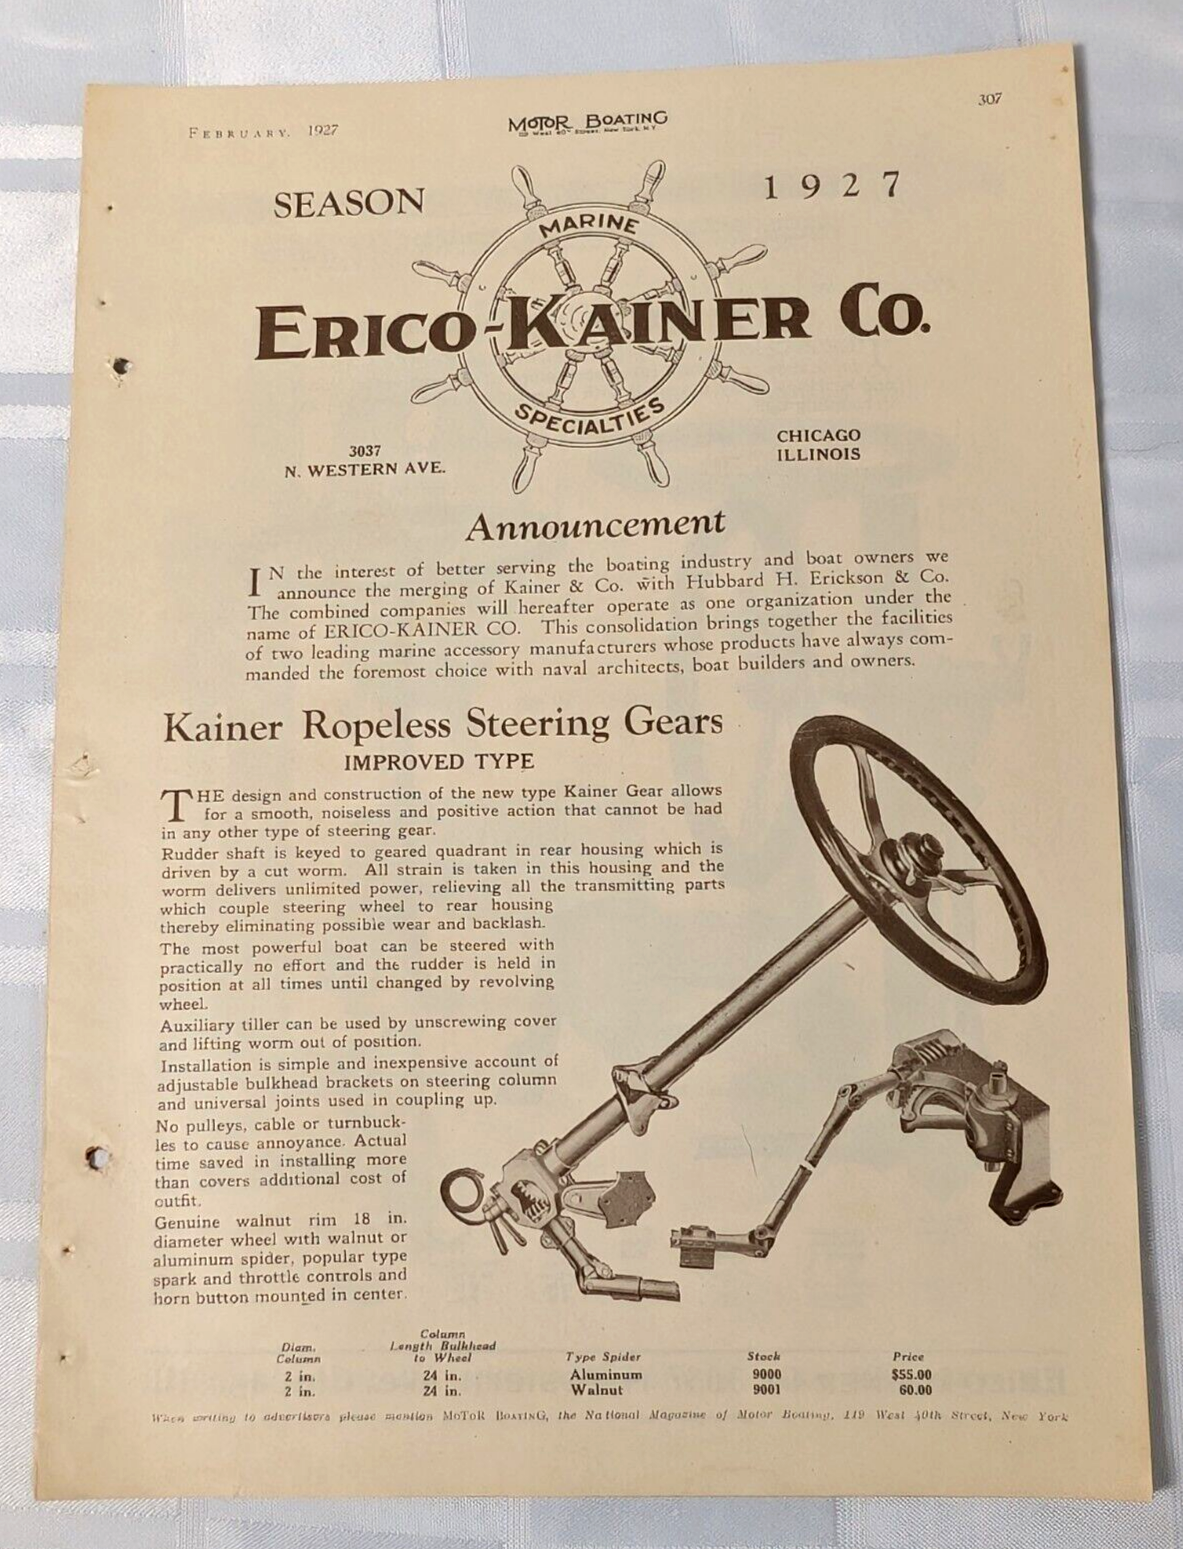 FEBRUARY, 1927
MOTOR BOATING
119 West 40th Street, New York, N.Y.
307
SEASON
1927
MARINE
ERICO-KAINER CO.
SPECIALTIES
3037
N. WESTERN AVE.
CHICAGO
ILLINOIS
Announcement
IN the interest of better serving the boating industry and boat owners we
announce the merging of Kainer & Co. with Hubbard H. Erickson & Co.
The combined companies will hereafter operate as one organization under the
name of ERICO-KAINER CO. This consolidation brings together the facilities
of two leading marine accessory manufacturers whose products have always com-
manded the foremost choice with naval architects, boat builders and owners.
Kainer Ropeless Steering Gears
IMPROVED TYPE
THE design and construction of the new type Kainer Gear allows
for a smooth, noiseless and positive action that cannot be had
in any other type of steering gear.
Rudder shaft is keyed to geared quadrant in rear housing which is
driven by a cut worm. All strain is taken in this housing and the
worm delivers unlimited power, relieving all the transmitting parts
which couple steering wheel to rear housing
thereby eliminating possible wear and backlash.
The most powerful boat can be steered with
practically no effort and the rudder is held in
position at all times until changed by revolving
wheel.
Auxiliary tiller can be used by unscrewing cover
and lifting worm out of position.
Installation is simple and inexpensive account of
adjustable bulkhead brackets on steering column
and universal joints used in coupling up.
No pulleys, cable or turnbuck-
les to cause annoyance. Actual
time saved in installing more
than covers additional cost of
outfit.
Genuine walnut rim 18 in.
diameter wheel with walnut or
aluminum spider, popular type
spark and throttle controls and
horn button mounted in center.
Diam. Column Column Length Bulkhead to Wheel Type Spider Stock Price
2 in. 24 in. Aluminum 9000 $55.00
2 in. 24 in. Walnut 9001 60.00
When writing to advertisers please mention MoToR BoatinG, the National Magazine of Motor Boating, 119 West 40th Street, New York